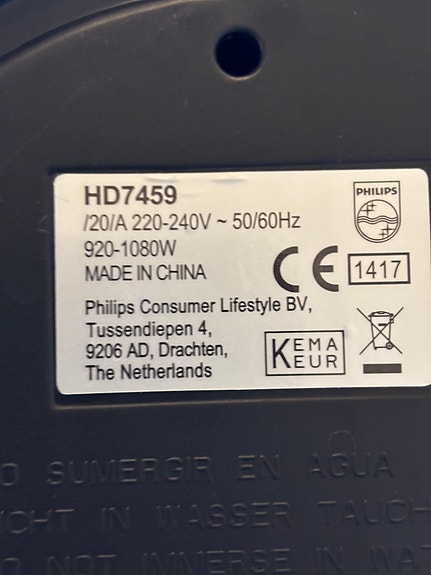 HD7459
/20/A 220-240V ~ 50/60Hz
920-1080W
MADE IN CHINA
PHILIPS
CE
1417
Philips Consumer Lifestyle BV,
Tussendiepen 4,
9206 AD, Drachten,
The Netherlands
KEMA
KEUR
SUMERGIR EN AGUA
IN WASSER
NOT IMMERSE IN